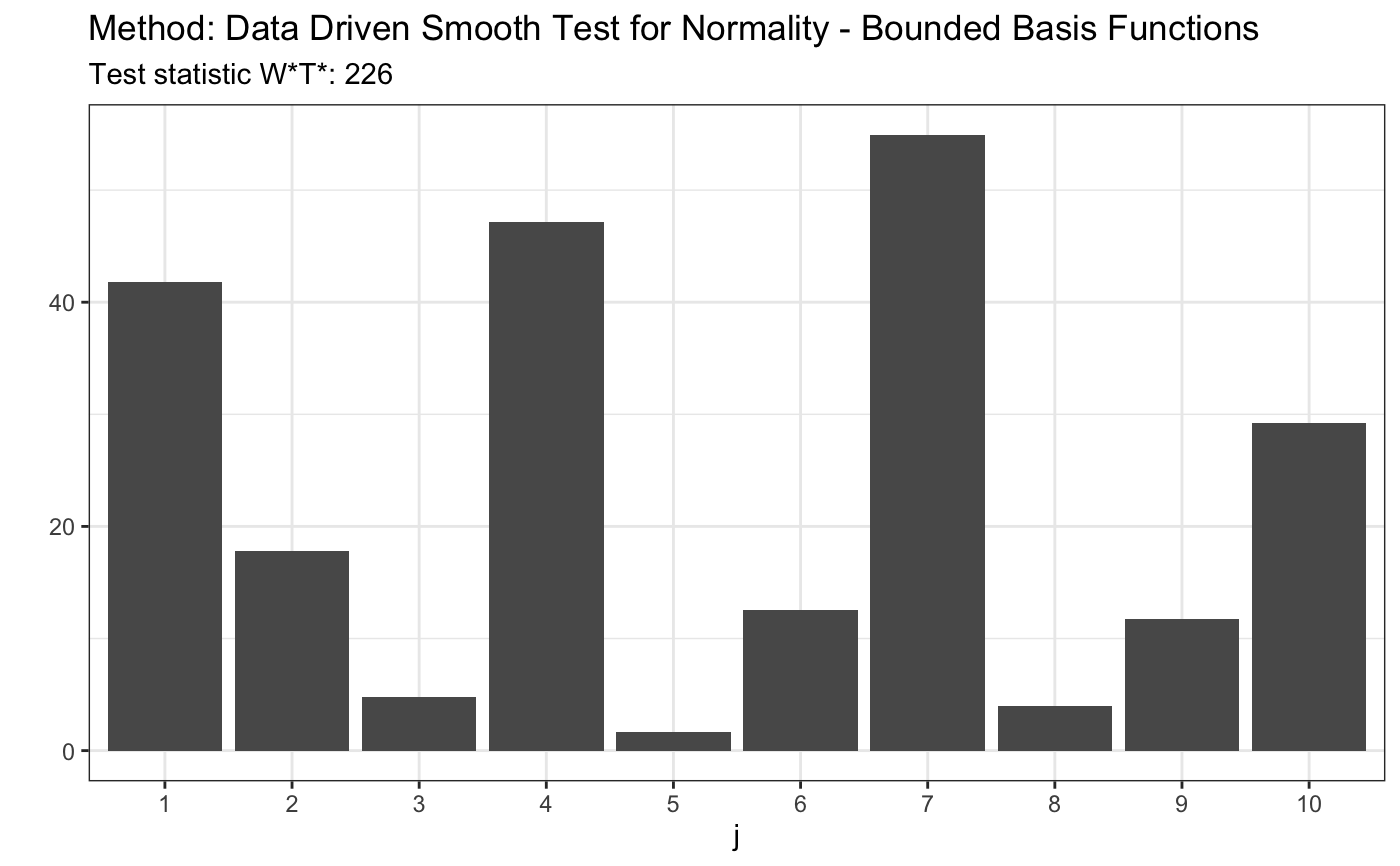 Method: Data Driven Smooth Test for Normality - Bounded Basis Functions
Test statistic W*T*: 226
40
20
0
1 2 3 4 5 6 7 8 9 10
j